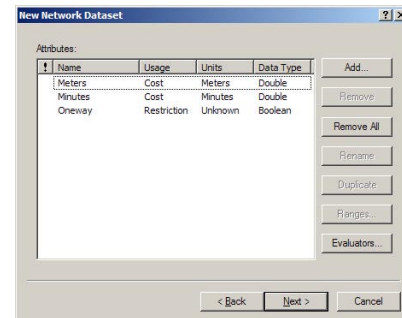 New Network Dataset ? x
Attributes:
! Name Usage Units Data Type
Meters Cost Meters Double
Minutes Cost Minutes Double
Oneway Restriction Unknown Boolean
Add...
Remove
Remove All
Rename
Duplicate
Ranges...
Evaluators...
< Back Next > Cancel